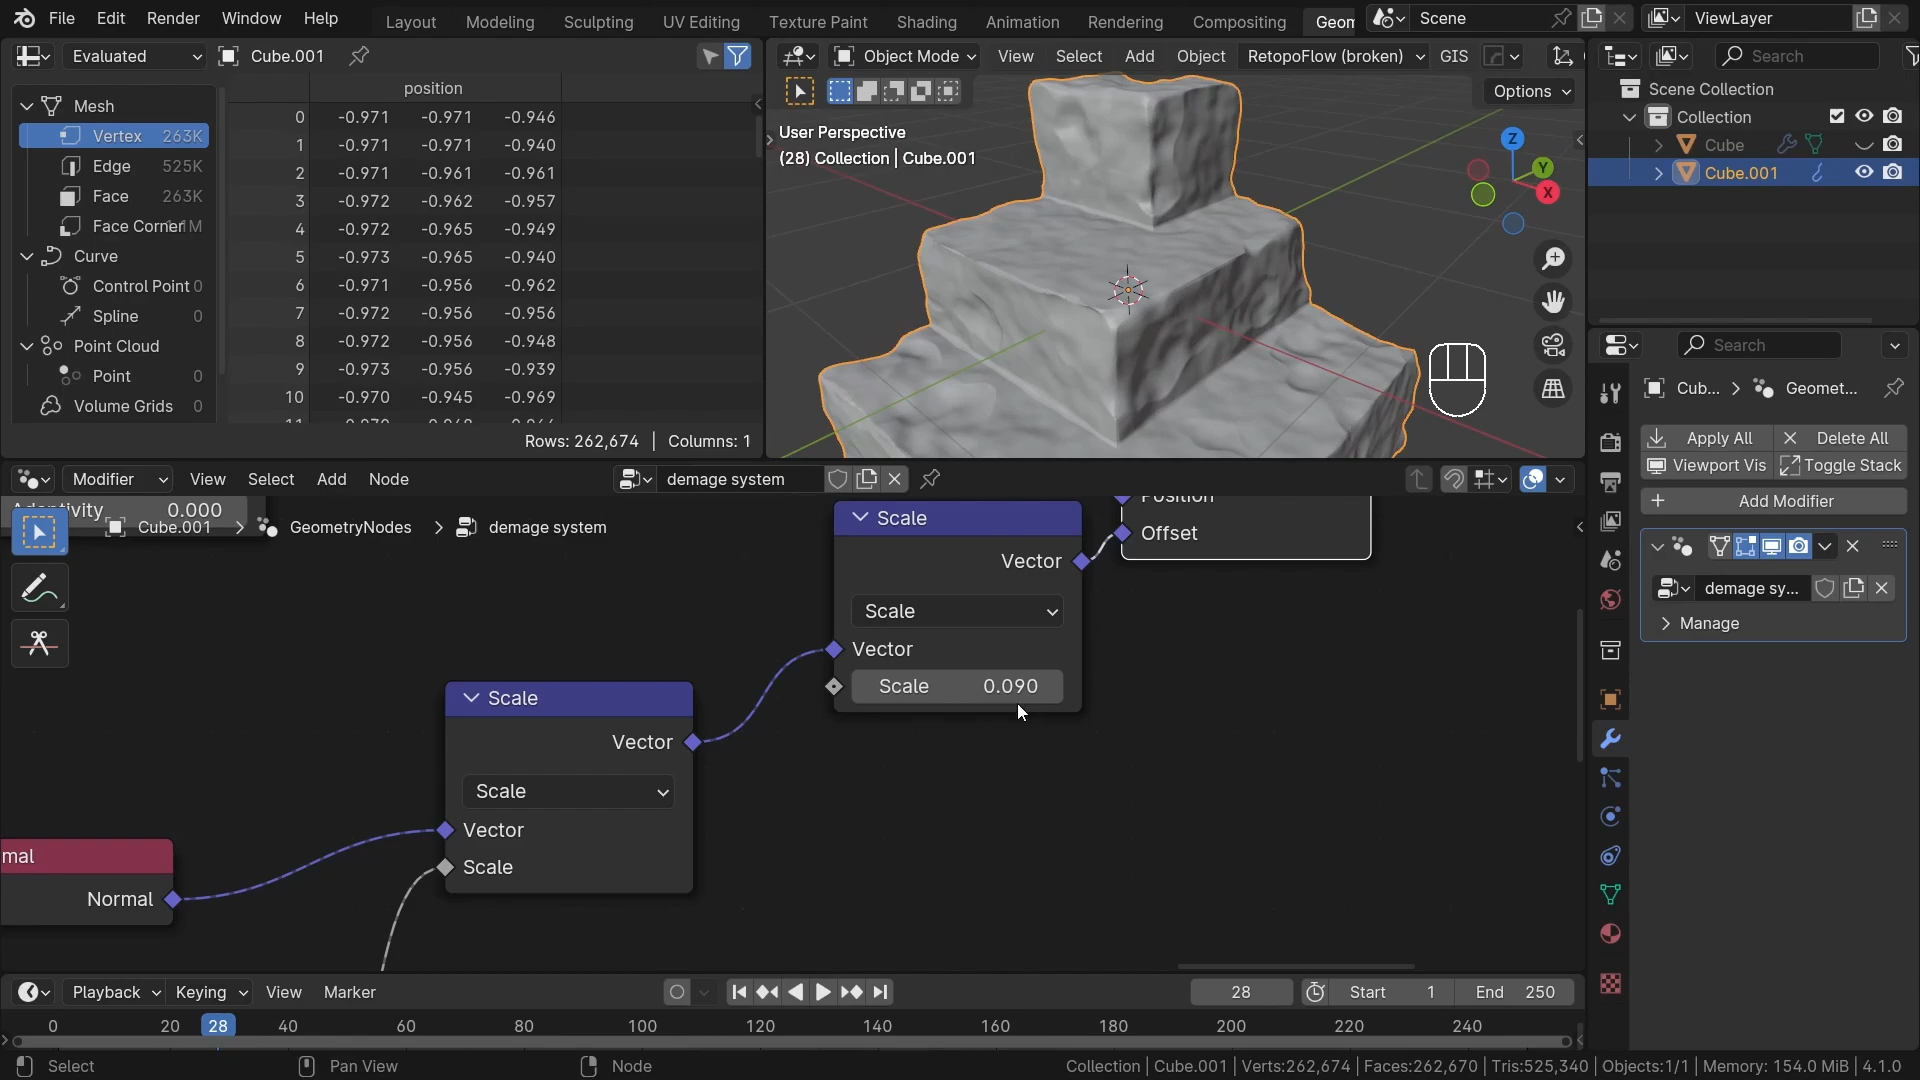 File Edit Render Window Help Layout Modeling Sculpting UV Editing Texture Paint Shading Animation Rendering Compositing Geom Scene ViewLayer
Evaluated Cube.001
Object Mode View Select Add Object RetopoFlow (broken) GIS
Search
position
Options
Mesh
Vertex 263K
Edge 525K
Face 263K
Face Corner 1M
Curve
Control Point 0
Spline 0
Point Cloud
Point 0
Volume Grids 0
0 -0.971 -0.971 -0.946
1 -0.971 -0.971 -0.940
2 -0.971 -0.961 -0.961
3 -0.972 -0.962 -0.957
4 -0.972 -0.965 -0.949
5 -0.973 -0.965 -0.940
6 -0.971 -0.956 -0.962
7 -0.972 -0.956 -0.956
8 -0.972 -0.956 -0.948
9 -0.973 -0.956 -0.939
10 -0.970 -0.945 -0.969
Rows: 262,674 | Columns: 1
User Perspective
(28) Collection | Cube.001
Z
Y
X
Scene Collection
Collection
Cube
Cube.001
Search
Cub... > Geomet...
Apply All Delete All
Viewport Vis Toggle Stack
Add Modifier
demage sy...
Manage
Modifier View Select Add Node demage system
Adaptivity 0.000
Cube.001 > GeometryNodes > demage system
Position
Offset
Scale
Vector
Scale
Vector
Scale 0.090
Scale
Vector
Scale
Vector
Scale
mal
Normal
Playback Keying View Marker 28 Start 1 End 250
0 20 28 40 60 80 100 120 140 160 180 200 220 240
Select Pan View Node Collection | Cube.001 | Verts:262,674 | Faces:262,670 | Tris:525,340 | Objects:1/1 | Memory: 154.0 MiB | 4.1.0